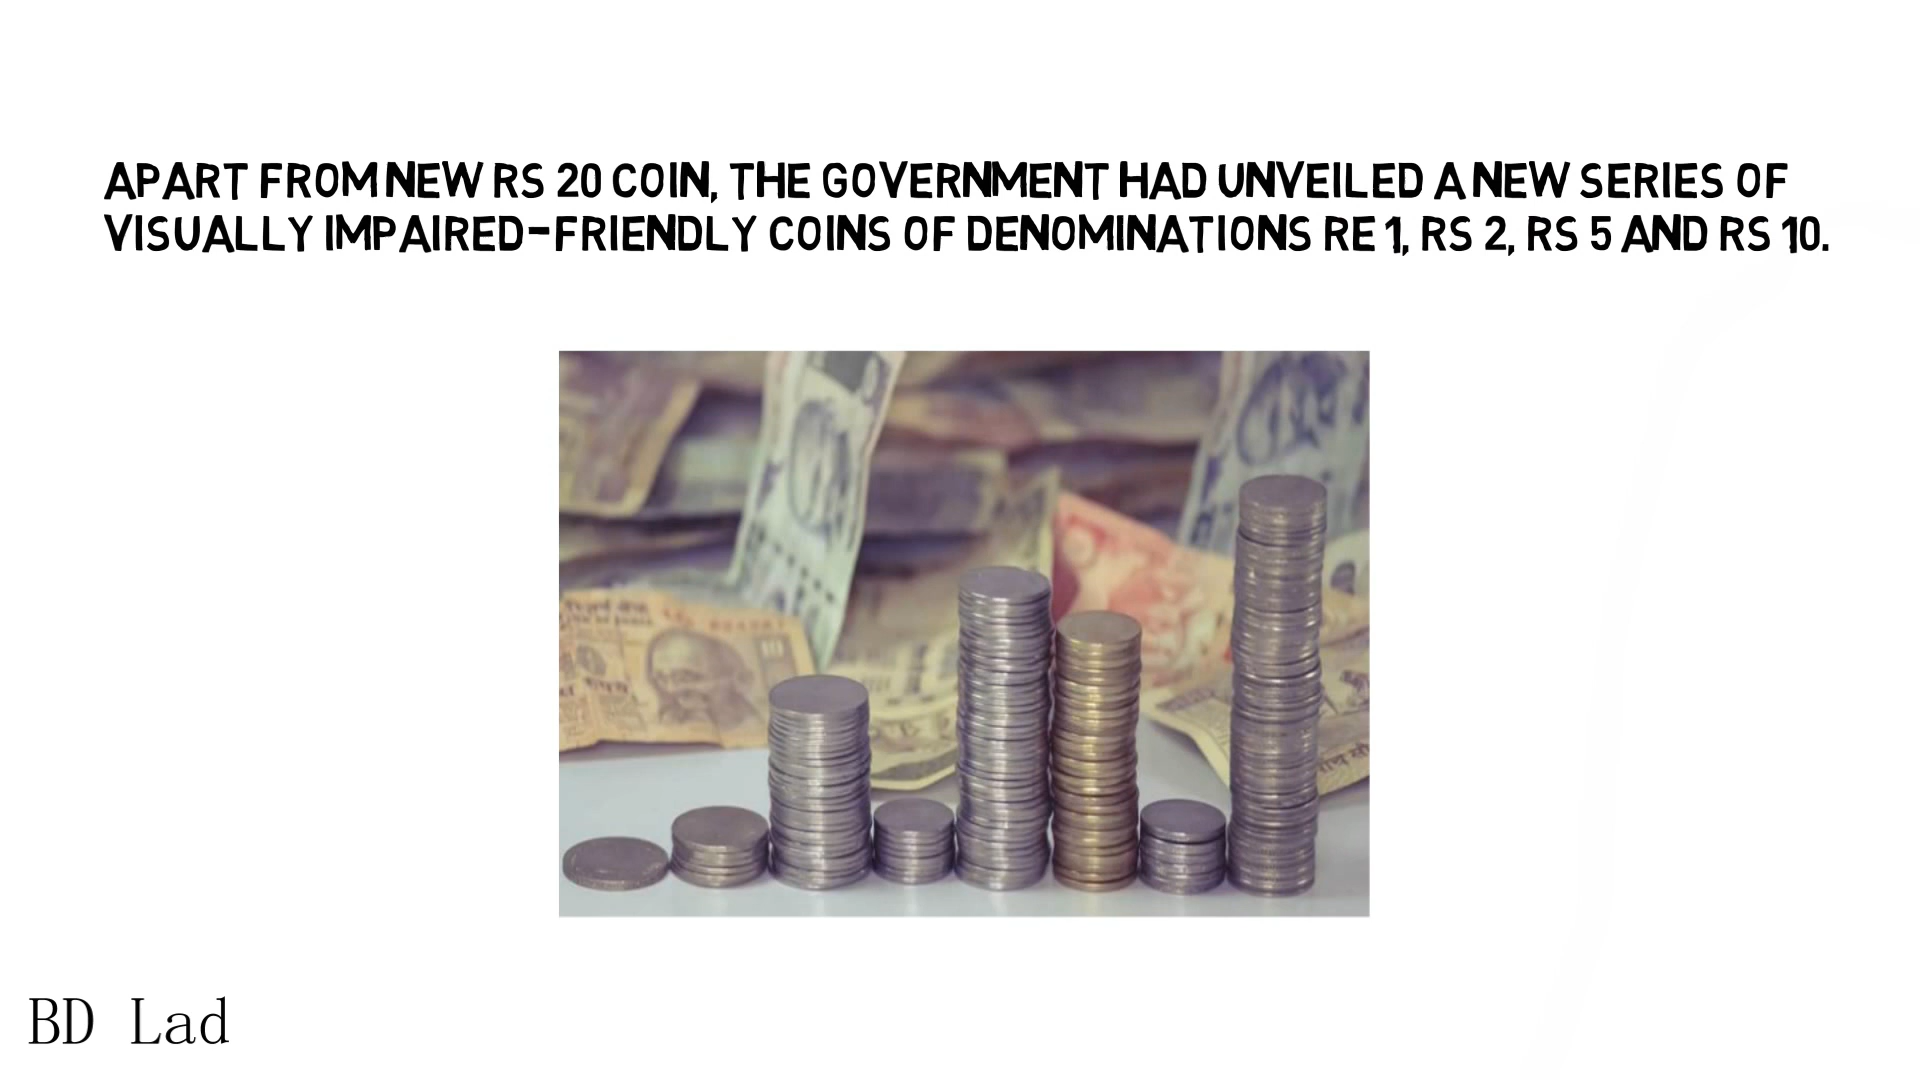 APART FROM NEW RS 20 COIN, THE GOVERNMENT HAD UNVEILED A NEW SERIES OF
VISUALLY IMPAIRED-FRIENDLY COINS OF DENOMINATIONS RE 1, RS 2, RS 5 AND RS 10.
10
BD Lad